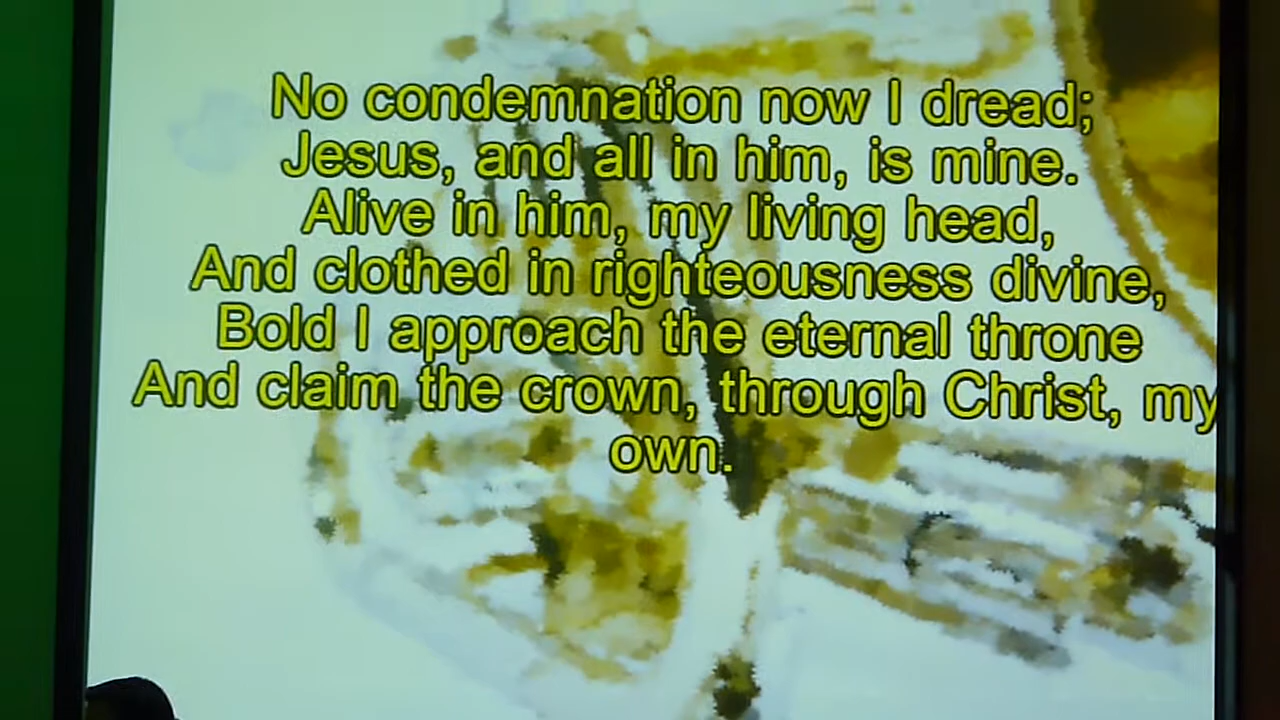 No condemnation now I dread;
Jesus, and all in him, is mine.
Alive in him, my living head,
And clothed in righteousness divine,
Bold I approach the eternal throne
And claim the crown, through Christ, my
own.